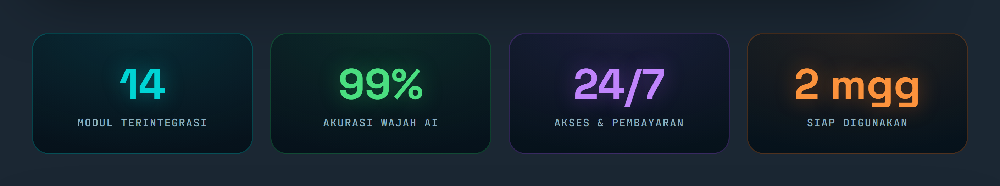 14
MODUL TERINTEGRASI
99%
AKURASI WAJAH AI
24/7
AKSES & PEMBAYARAN
2 mgg
SIAP DIGUNAKAN